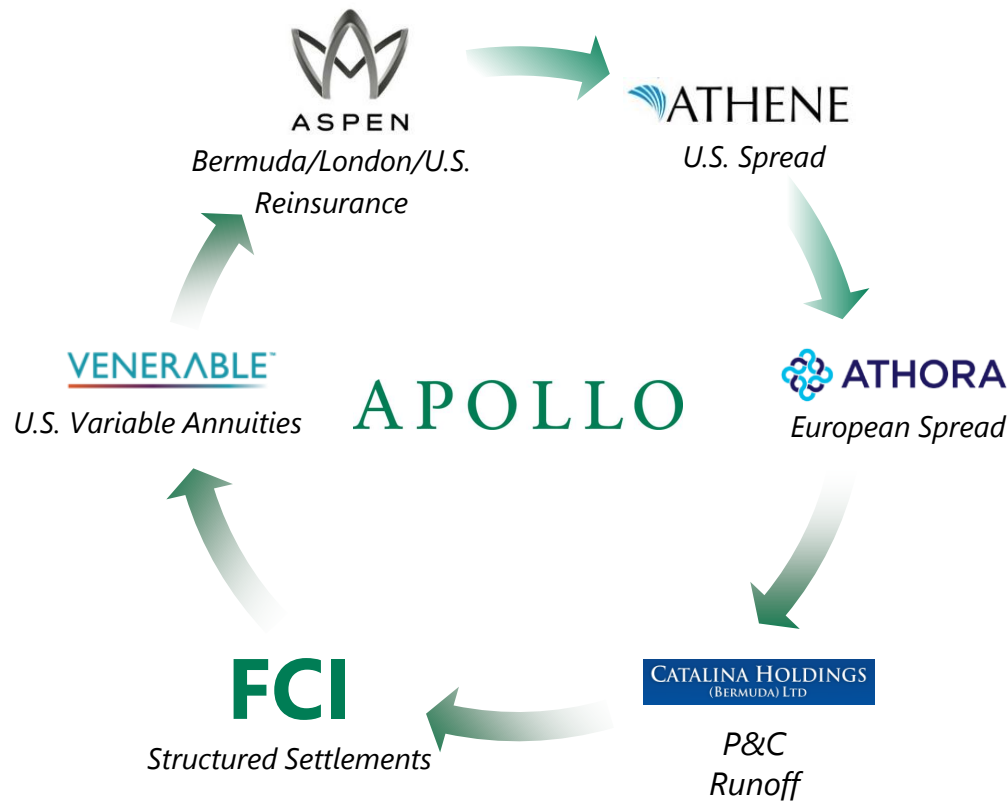 ASPEN
Bermuda/London/U.S.
Reinsurance
ATHENE
U.S. Spread
VENERABLE™
U.S. Variable Annuities
APOLLO
ATHORA
European Spread
FCI
Structured Settlements
CATALINA HOLDINGS
(BERMUDA) LTD
P&C
Runoff